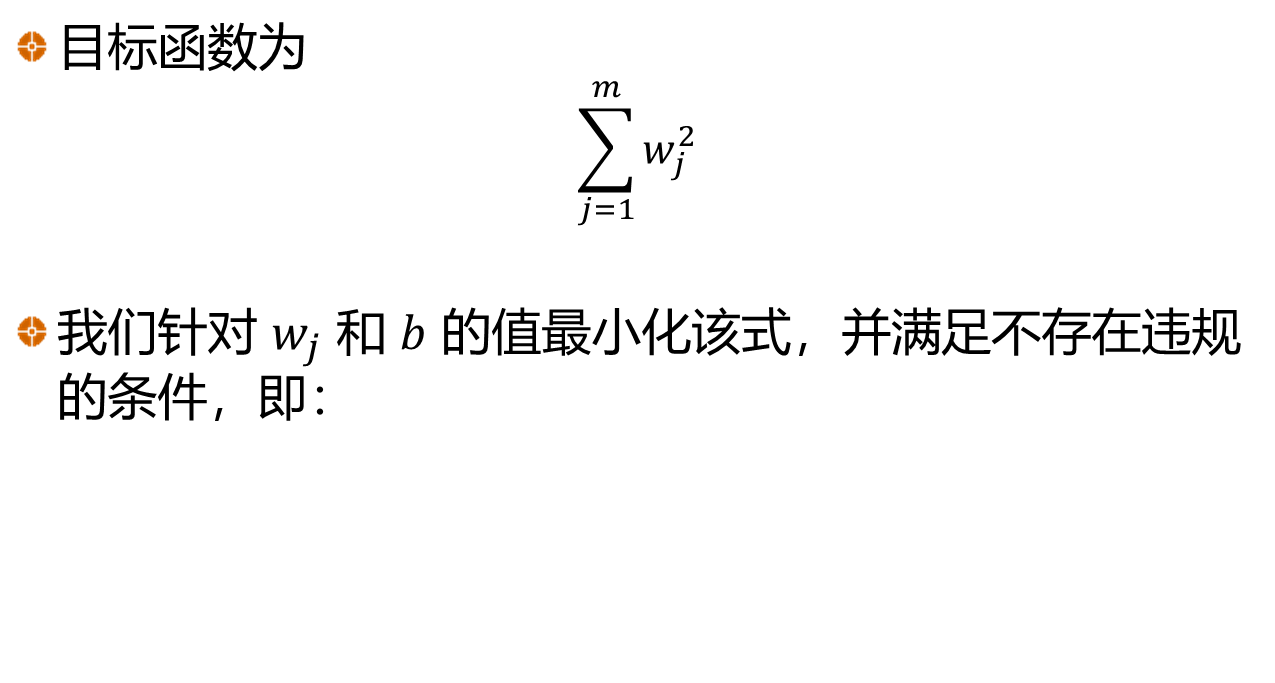 目标函数为
$$\sum_{j=1}^{m} w_j^2$$
我们针对 $w_j$ 和 $b$ 的值最小化该式，并满足不存在违规
的条件，即：